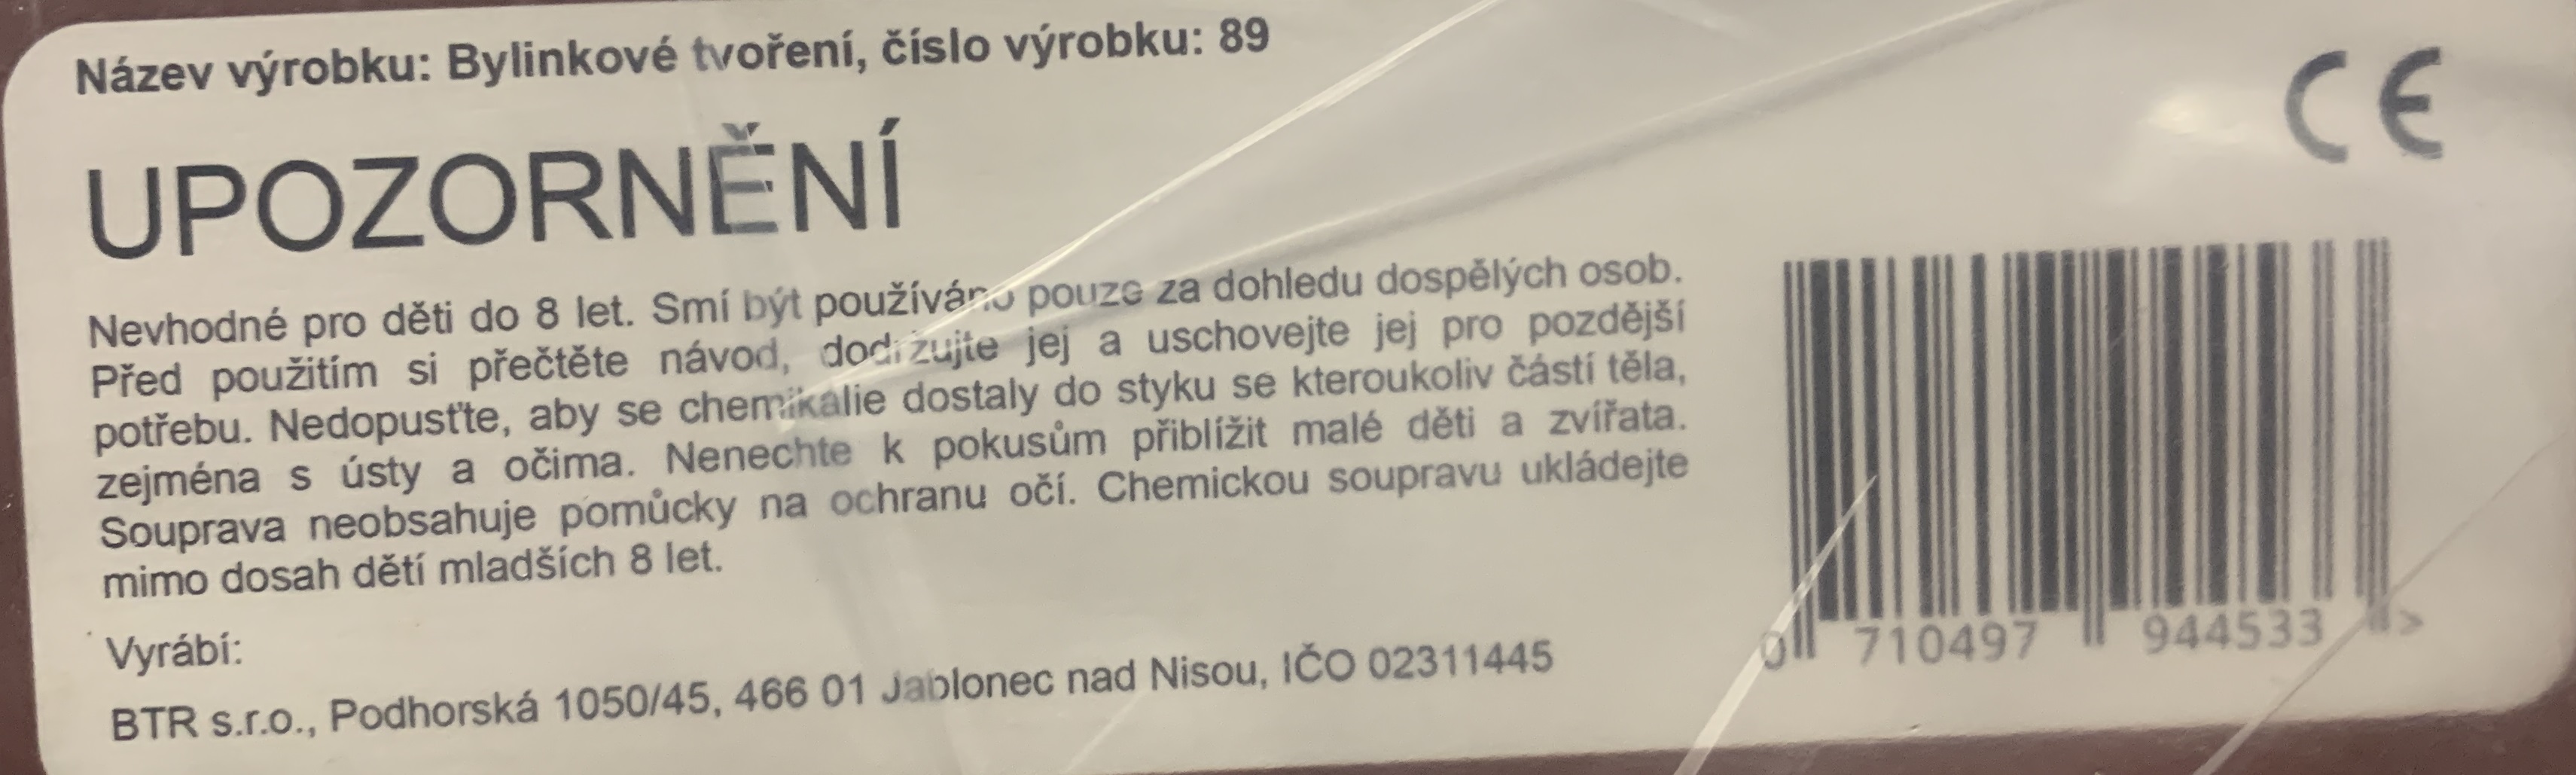 Název výrobku: Bylinkové tvoření, číslo výrobku: 89
CE
UPOZORNĚNÍ
Nevhodné pro děti do 8 let. Smí být používáno pouze za dohledu dospělých osob.
Před použitím si přečtěte návod, dodržujte jej a uschovejte jej pro pozdější
potřebu. Nedopusťte, aby se chemikálie dostaly do styku se kteroukoliv částí těla,
zejména s ústy a očima. Nenechte k pokusům přiblížit malé děti a zvířata.
Souprava neobsahuje pomůcky na ochranu očí. Chemickou soupravu ukládejte
mimo dosah dětí mladších 8 let.
Vyrábí:
BTR s.r.o., Podhorská 1050/45, 466 01 Jablonec nad Nisou, IČO 02311445
0 710497 944533 >